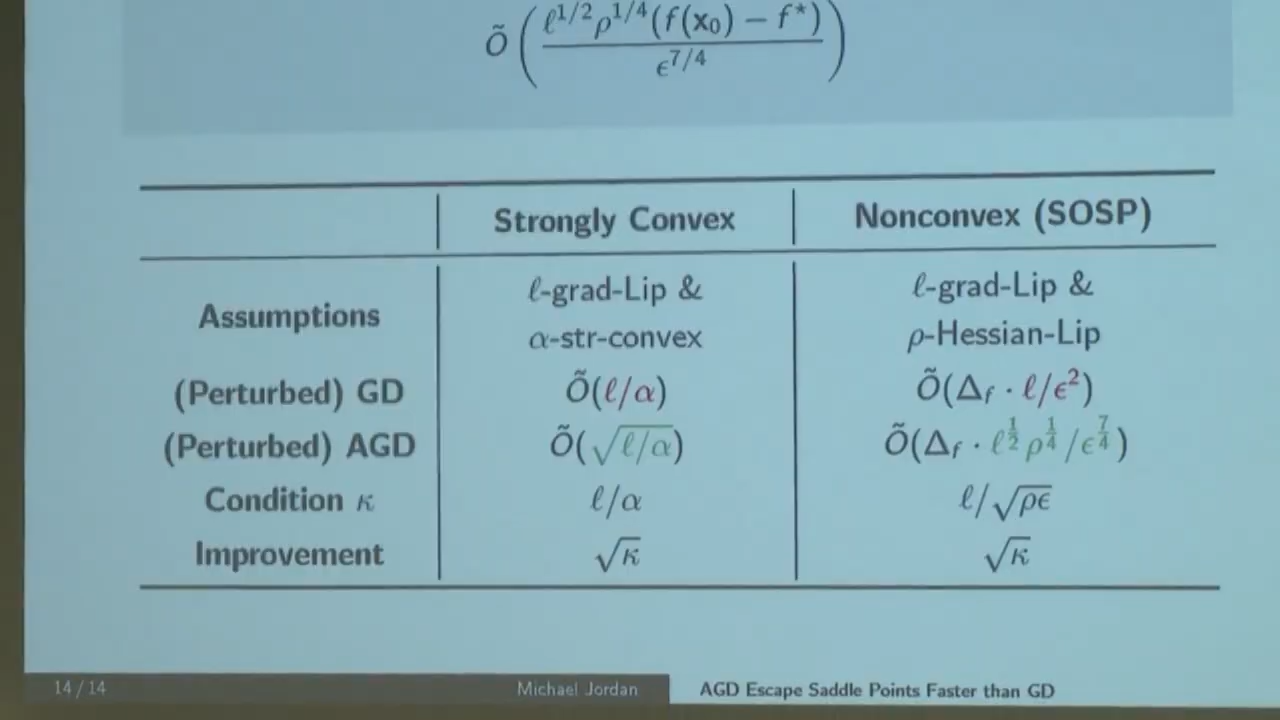 Õ ( ℓ^{1/2} ρ^{1/4} (f(x₀) − f*) / ϵ^{7/4} )
Strongly Convex Nonconvex (SOSP)
Assumptions ℓ-grad-Lip & α-str-convex ℓ-grad-Lip & ρ-Hessian-Lip
(Perturbed) GD Õ(ℓ/α) Õ(Δ_f · ℓ/ϵ²)
(Perturbed) AGD Õ(√(ℓ/α)) Õ(Δ_f · ℓ^{1/2} ρ^{1/4} / ϵ^{7/4})
Condition κ ℓ/α ℓ/√(ρϵ)
Improvement √κ √κ
14 / 14 Michael Jordan AGD Escape Saddle Points Faster than GD